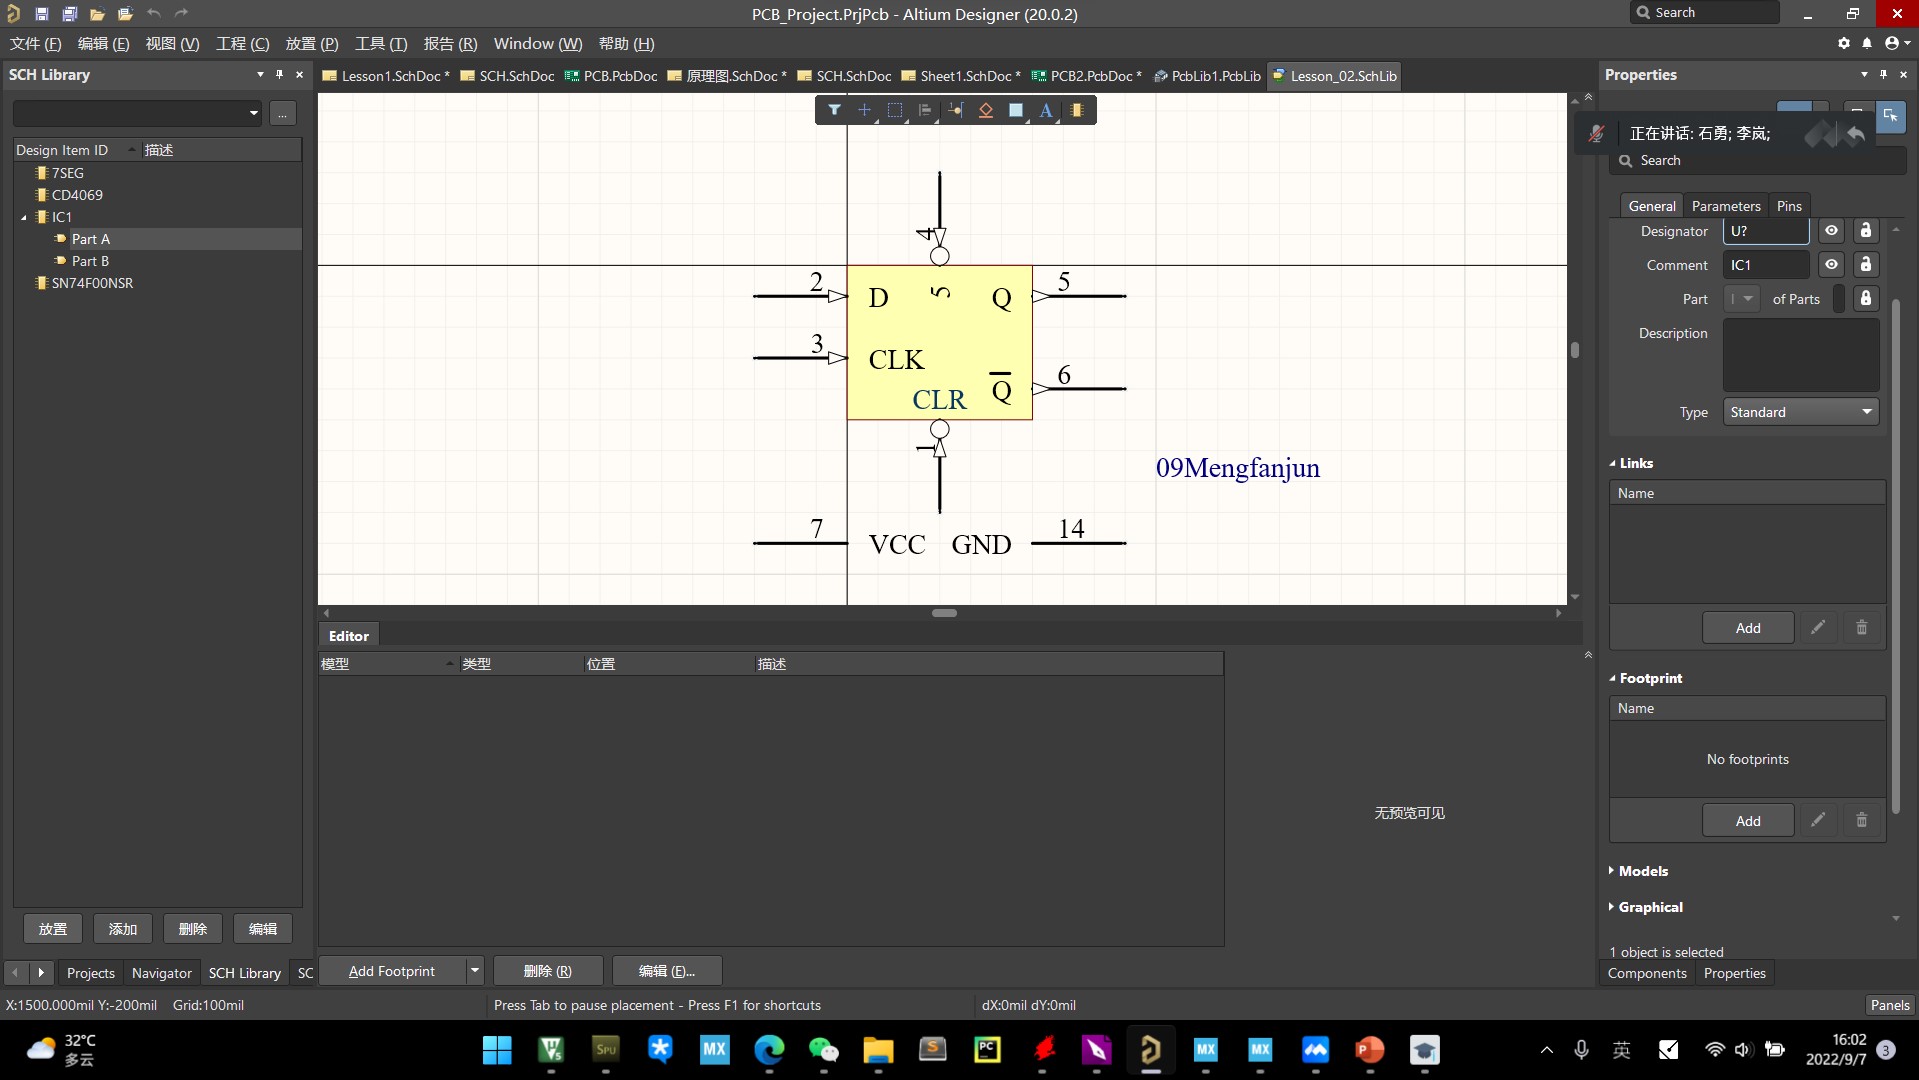 PCB_Project.PrjPcb - Altium Designer (20.0.2)
Search
文件 (F) 编辑 (E) 视图 (V) 工程 (C) 放置 (P) 工具 (T) 报告 (R) Window (W) 帮助 (H)
SCH Library
Lesson1.SchDoc * SCH.SchDoc PCB.PcbDoc 原理图.SchDoc * SCH.SchDoc Sheet1.SchDoc * PCB2.PcbDoc * PcbLib1.PcbLib Lesson_02.SchLib
Properties
...
Design Item ID 描述
7SEG
CD4069
IC1
Part A
Part B
SN74F00NSR
4
2 D 5 Q 5
3 CLK
CLR Q 6
1
09Mengfanjun
7 VCC GND 14
正在讲话: 石勇; 李岚;
Search
General Parameters Pins
Designator U?
Comment IC1
Part of Parts
Description
Type Standard
Links
Name
Add
Footprint
Name
No footprints
Add
Models
Graphical
1 object is selected
Components Properties
Editor
模型 类型 位置 描述
无预览可见
放置 添加 删除 编辑
Projects Navigator SCH Library SC
Add Footprint 删除 (R) 编辑 (E)...
X:1500.000mil Y:-200mil Grid:100mil
Press Tab to pause placement - Press F1 for shortcuts
dX:0mil dY:0mil
Panels
32°C
多云
V5
SPU
MX
S
PC
MX
MX
P
英
16:02
2022/9/7
3